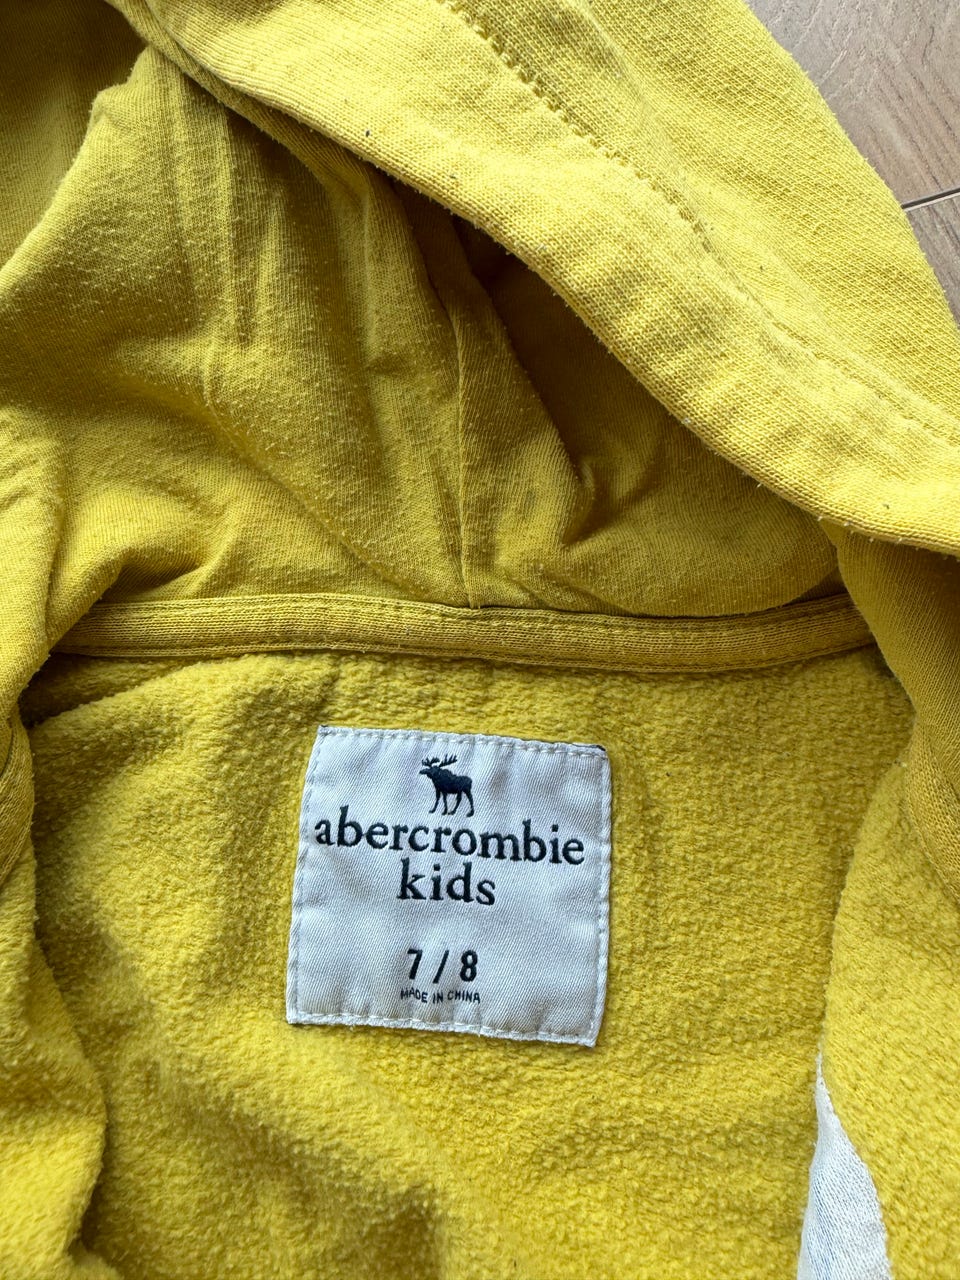 abercrombie
kids
7 / 8
MADE IN CHINA